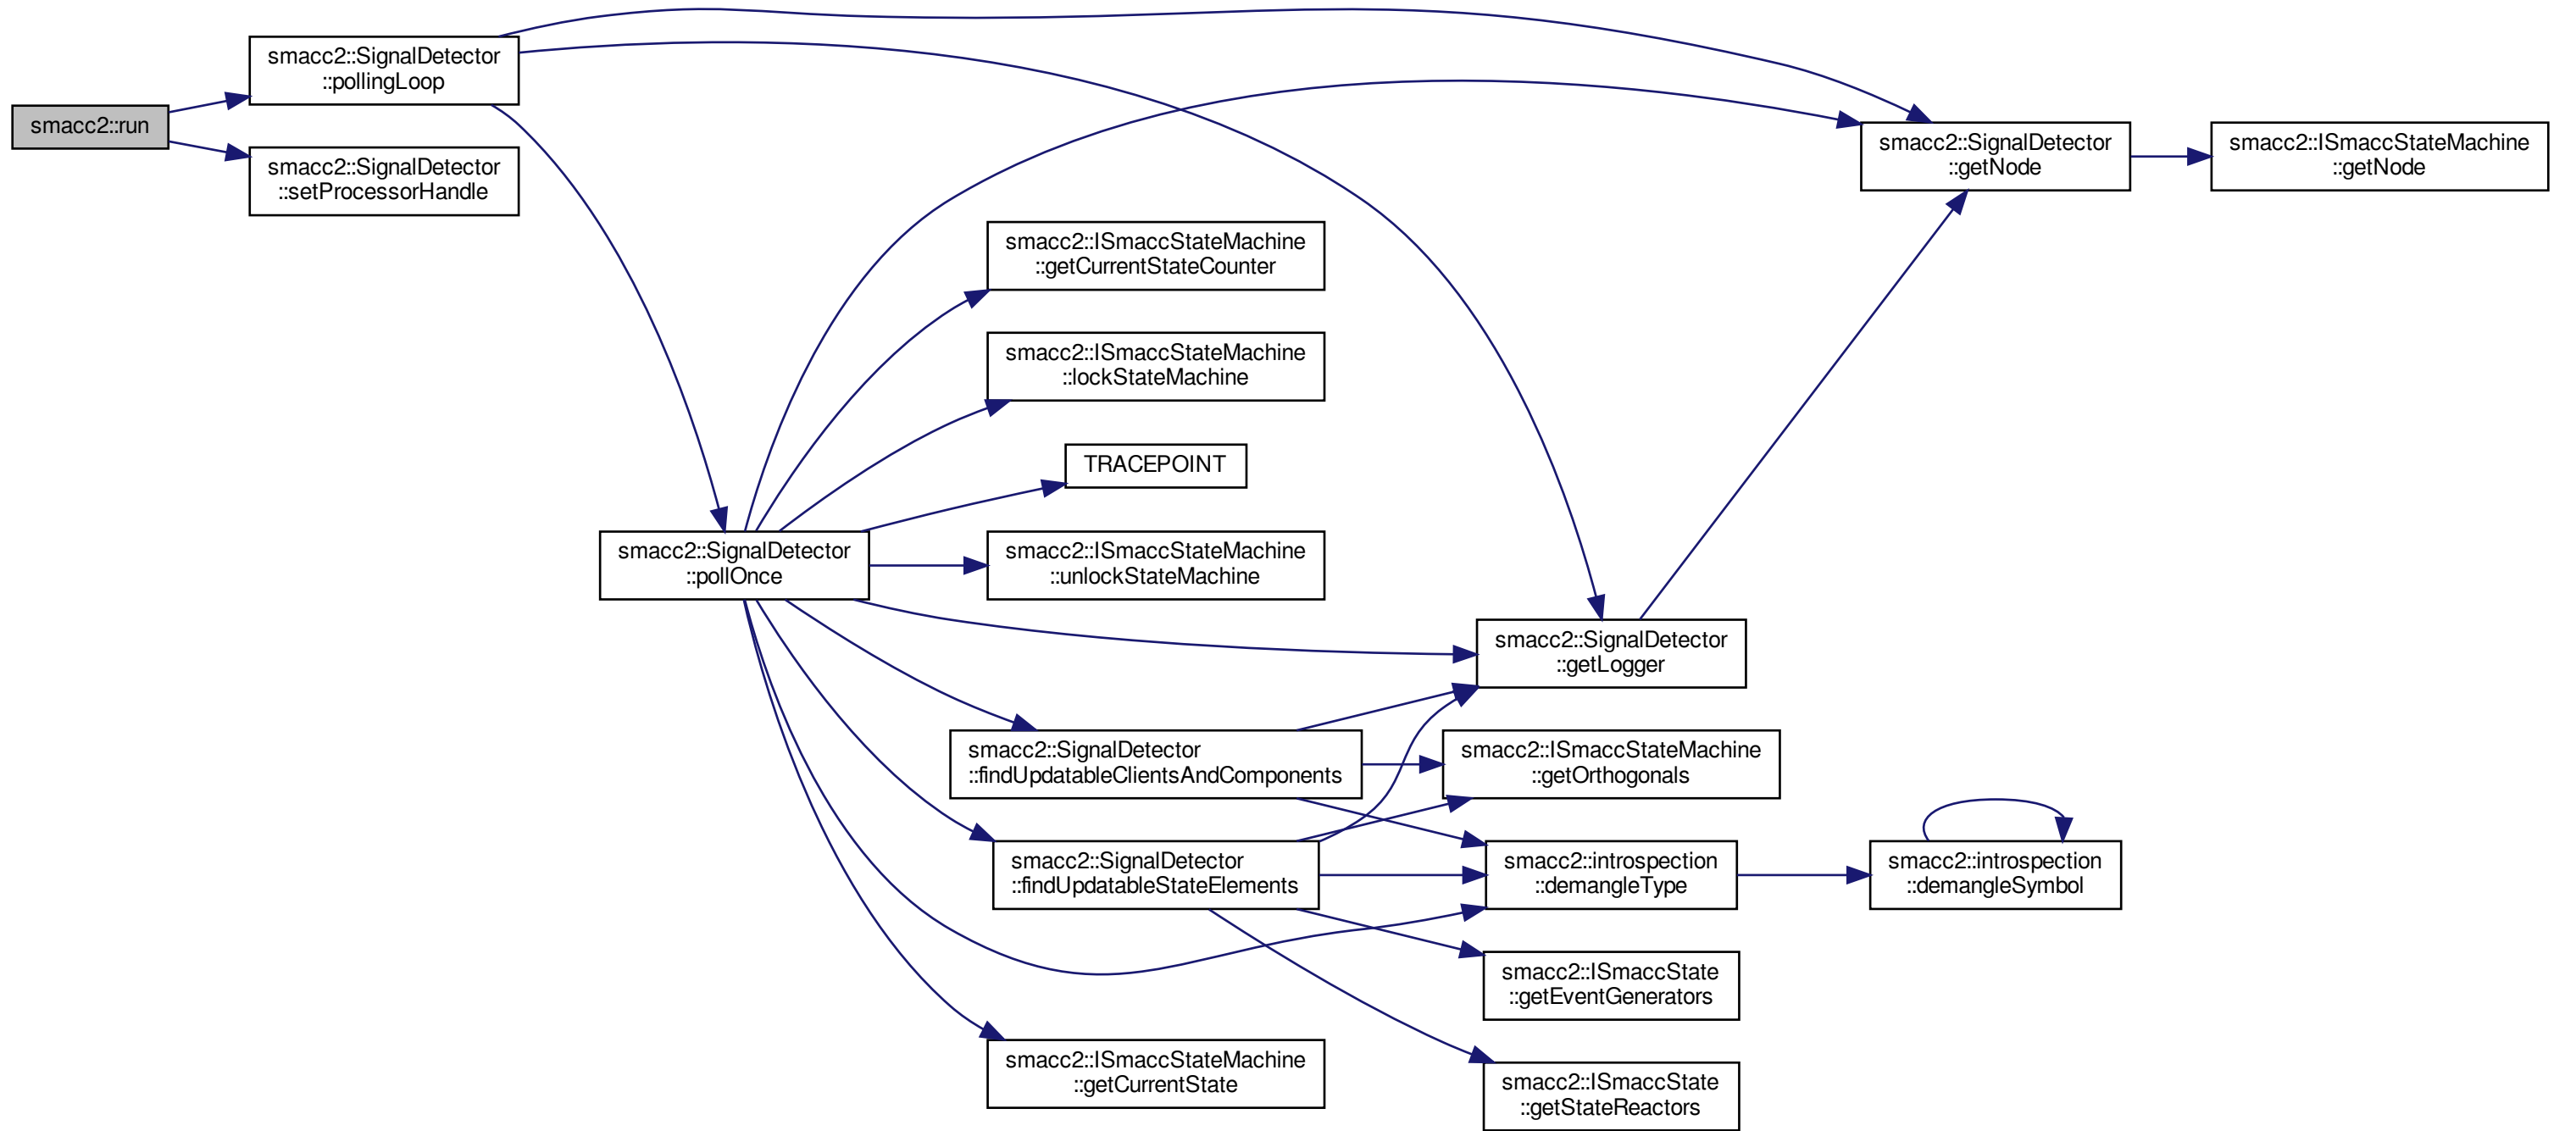 smacc2::run
smacc2::SignalDetector
::pollingLoop
smacc2::SignalDetector
::setProcessorHandle
smacc2::SignalDetector
::pollOnce
smacc2::ISmaccStateMachine
::getCurrentStateCounter
smacc2::ISmaccStateMachine
::lockStateMachine
TRACEPOINT
smacc2::ISmaccStateMachine
::unlockStateMachine
smacc2::SignalDetector
::findUpdatableClientsAndComponents
smacc2::SignalDetector
::findUpdatableStateElements
smacc2::ISmaccStateMachine
::getCurrentState
smacc2::SignalDetector
::getLogger
smacc2::ISmaccStateMachine
::getOrthogonals
smacc2::introspection
::demangleType
smacc2::ISmaccState
::getEventGenerators
smacc2::ISmaccState
::getStateReactors
smacc2::SignalDetector
::getNode
smacc2::introspection
::demangleSymbol
smacc2::ISmaccStateMachine
::getNode